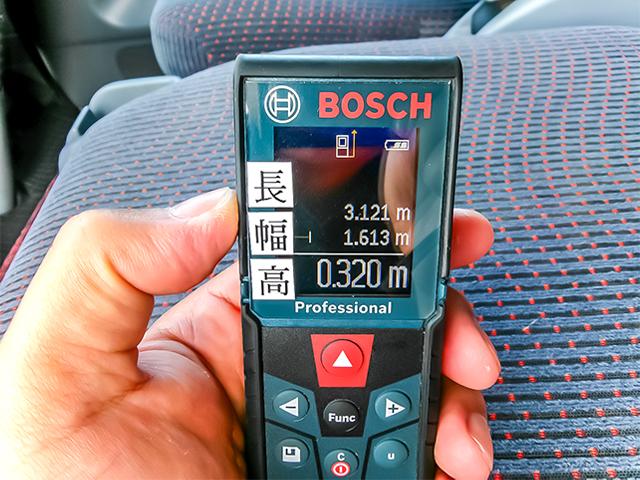 BOSCH
長 3.121 m
幅 1.613 m
高 0.320 m
Professional
Func
C
u